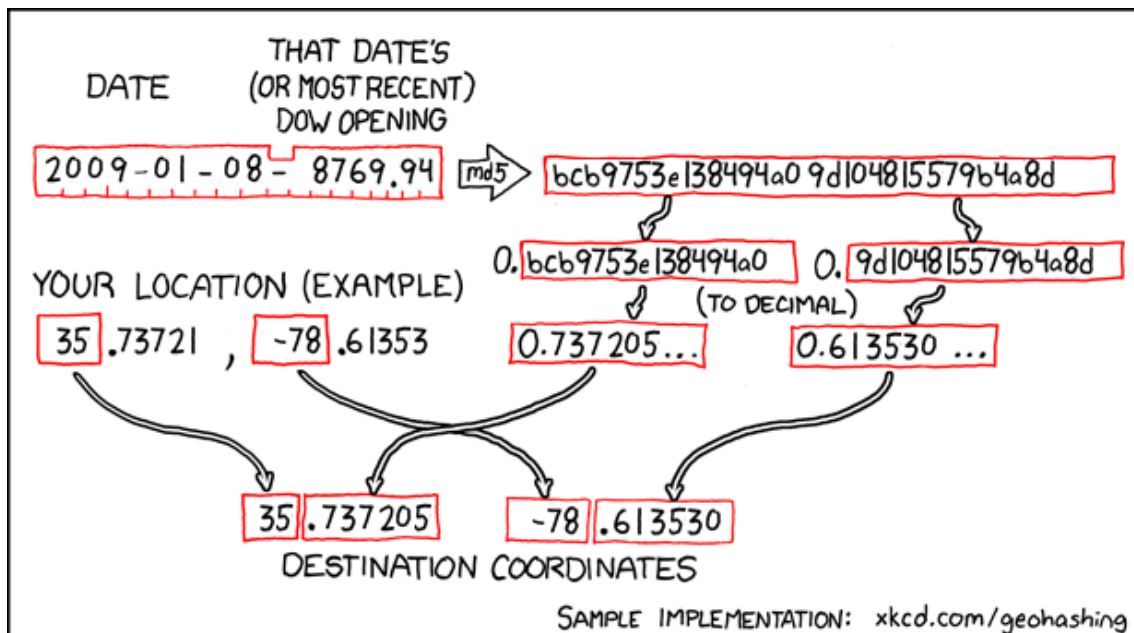 DATE
THAT DATE'S
(OR MOST RECENT)
DOW OPENING
2009-01-08-8769.94
md5
bcb9753e138494a09d104815579b4a8d
0.bcb9753e138494a0
0.9d104815579b4a8d
YOUR LOCATION (EXAMPLE)
(TO DECIMAL)
35.73721, -78.61353
0.737205...
0.613530...
35.737205
-78.613530
DESTINATION COORDINATES
SAMPLE IMPLEMENTATION: xkcd.com/geohashing